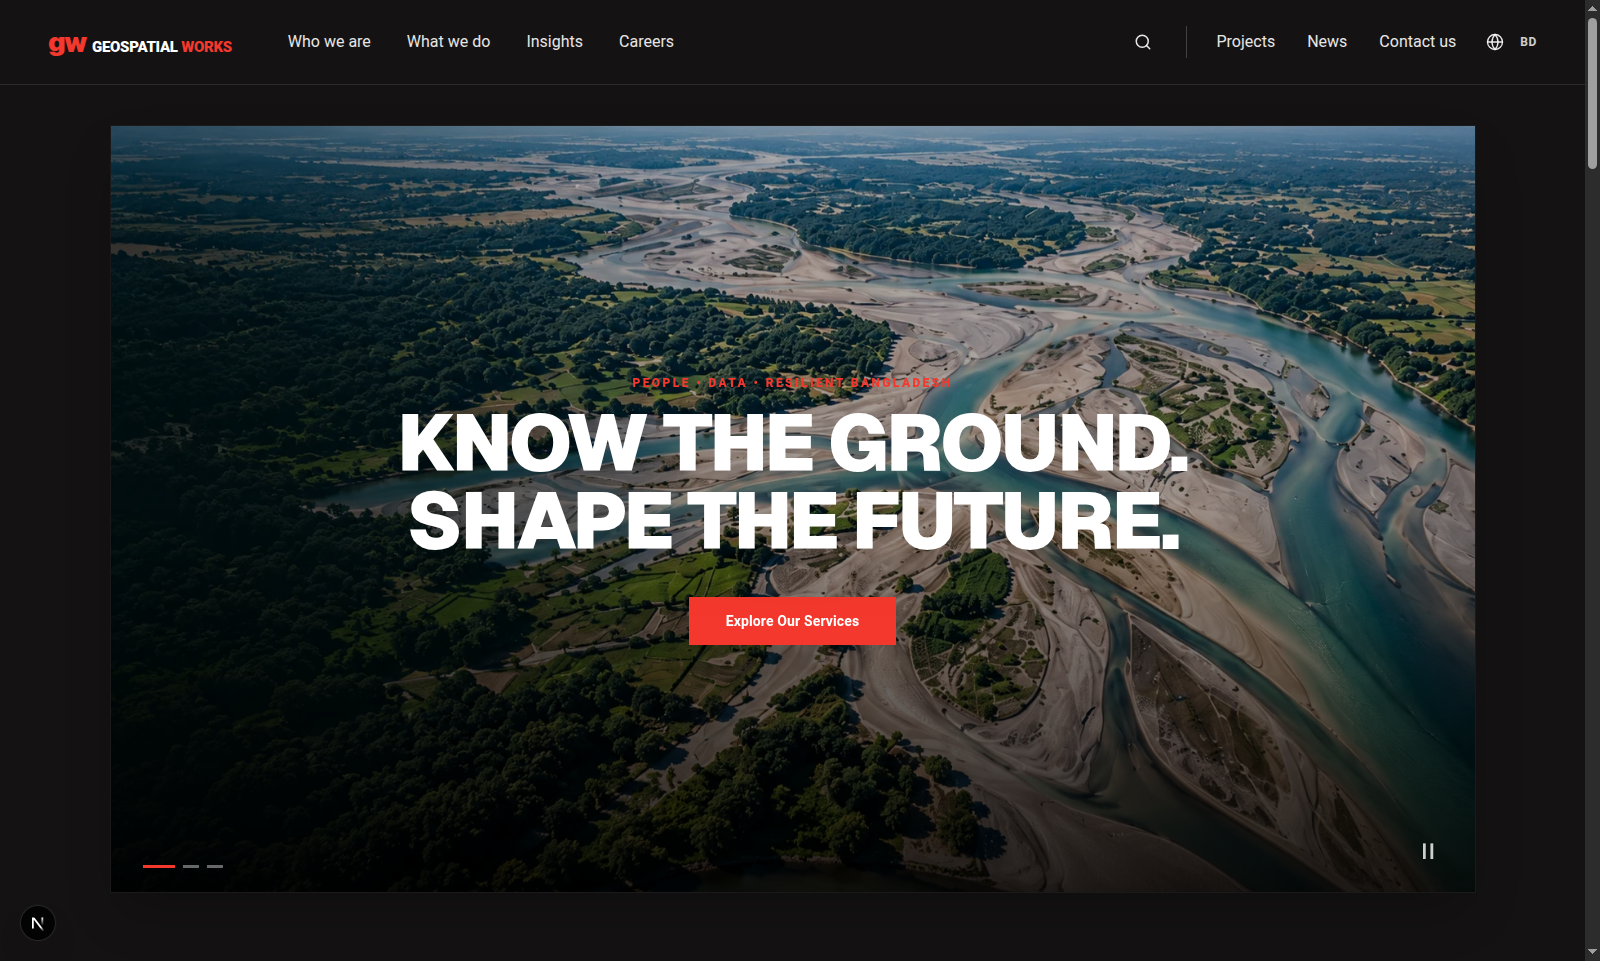 gw GEOSPATIAL WORKS
Who we are
What we do
Insights
Careers
Projects
News
Contact us
BD
PEOPLE · DATA · RESILIENT BANGLADESH
KNOW THE GROUND.
SHAPE THE FUTURE.
Explore Our Services
N